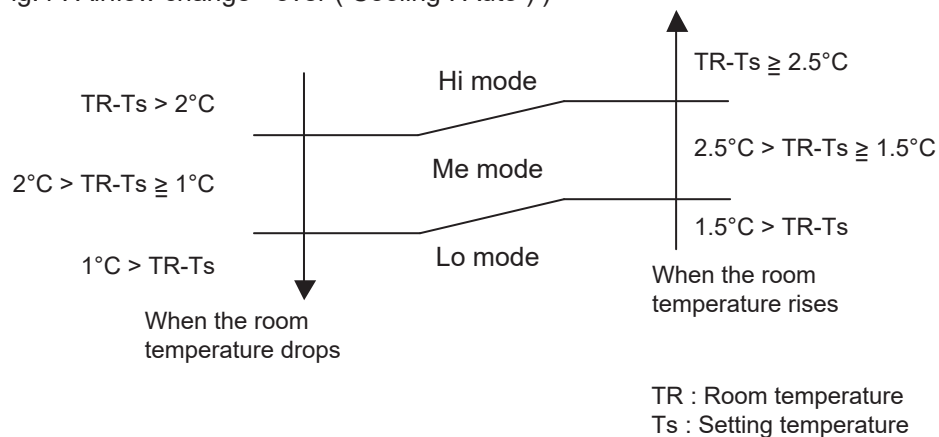 Hi mode
Me mode
Lo mode
TR-Ts > 2°C
2°C > TR-Ts ≧ 1°C
1°C > TR-Ts
When the room
temperature drops
TR-Ts ≧ 2.5°C
2.5°C > TR-Ts ≧ 1.5°C
1.5°C > TR-Ts
When the room
temperature rises
TR : Room temperature
Ts : Setting temperature